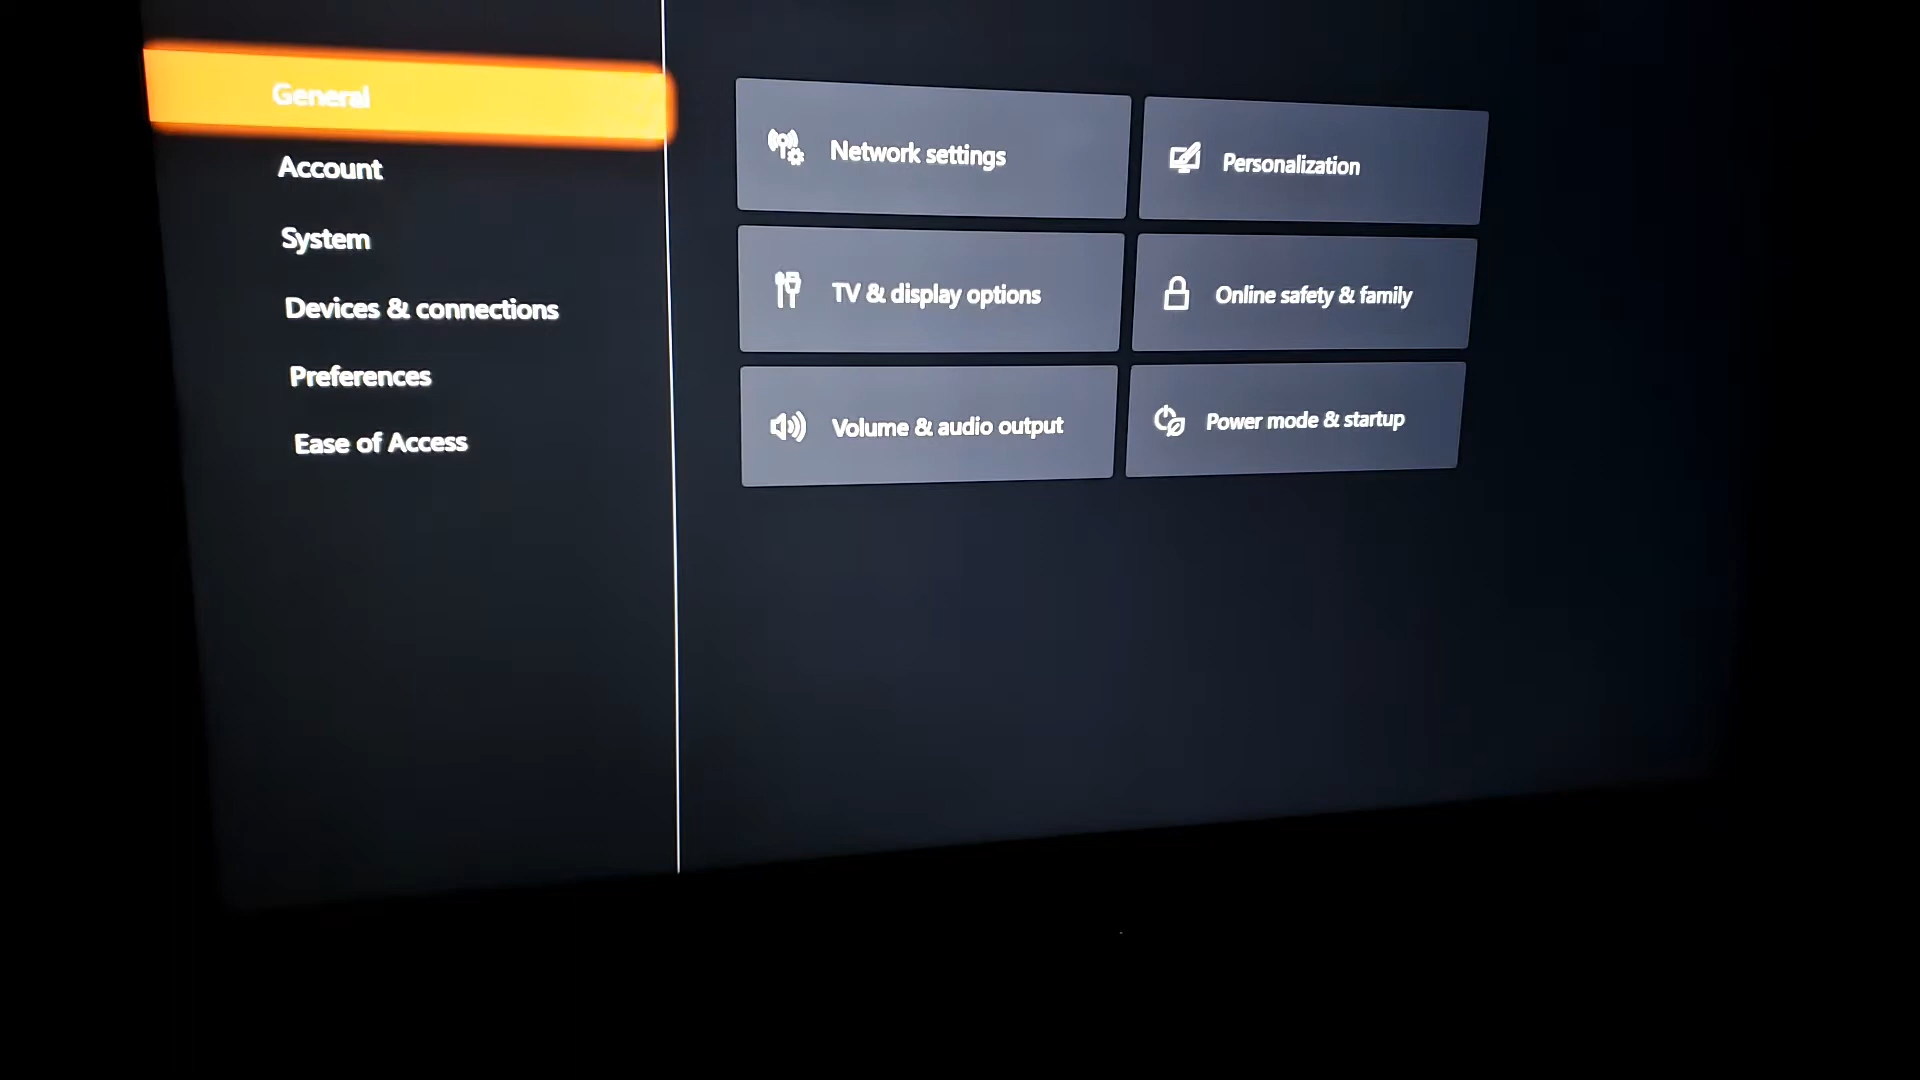 General
Account
System
Devices & connections
Preferences
Ease of Access
Network settings
Personalization
TV & display options
Online safety & family
Volume & audio output
Power mode & startup